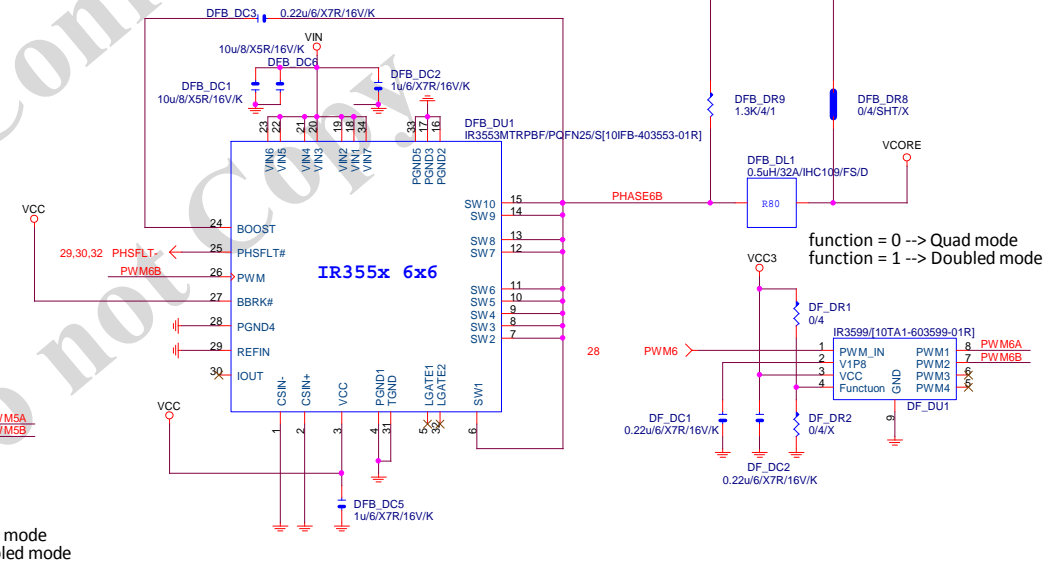 DFB_DC3 0.22u/6/X7R/16V/K
VIN
10u/8/X5R/16V/K
DFB_DC6
DFB_DC1
10u/8/X5R/16V/K
DFB_DC2
1u/6/X7R/16V/K
DFB_DU1
IR3553MTRPBF/PQFN25/S[10IFB-403553-01R]
23 22 21 20 19 18 34 33 17 16
VIN6 VIN5 VIN4 VIN3 VIN2 VIN1 VIN7 PGND5 PGND3 PGND2
VCC
24 BOOST
29,30,32 PHSFLT- 25 PHSFLT#
PWM6B 26 PWM
27 BBRK#
28 PGND4
29 REFIN
30 IOUT
IR355x 6x6
SW10 15
SW9 14
SW8 13
SW7 12
SW6 11
SW5 10
SW4 9
SW3 8
SW2 7
CSIN- CSIN+ VCC PGND1 TGND LGATE1 LGATE2 SW1
1 2 3 4 31 5 32 6
VCC
DFB_DC5
1u/6/X7R/16V/K
PHASE6B
DFB_DR9
1.3K/4/1
DFB_DR8
0/4/SHT/X
DFB_DL1
0.5uH/32A/IHC109/FS/D
R80
VCORE
function = 0 --> Quad mode
function = 1 --> Doubled mode
VCC3
DF_DR1
0/4
IR3599/[10TA1-603599-01R]
28 PWM6 1 PWM_IN PWM1 8 PWM6A
2 V1P8 PWM2 7 PWM6B
3 VCC PWM3 6
4 Functuon GND PWM4 5
9
DF_DU1
DF_DC1
0.22u/6/X7R/16V/K
DF_DR2
0/4/X
DF_DC2
0.22u/6/X7R/16V/K
WM5A
WM5B
mode
bled mode
not Copy